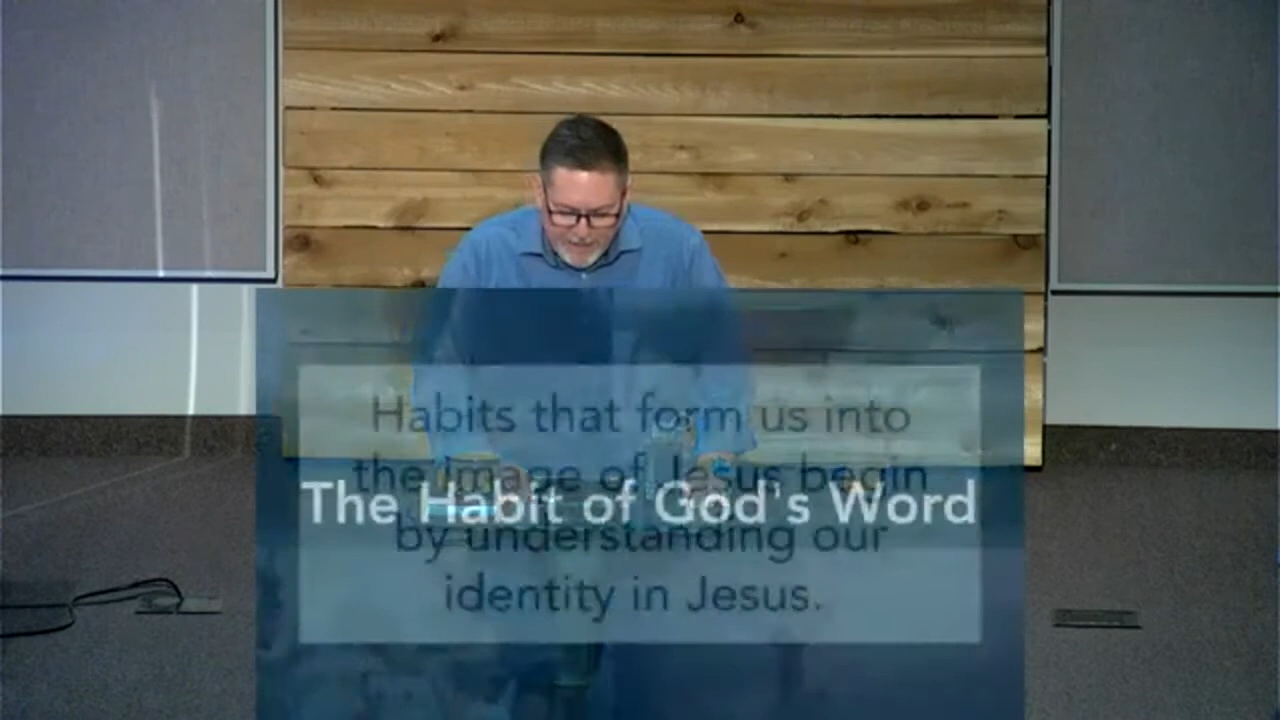 Habits that form us into
the image of Jesus begin
The Habit of God's Word
by understanding our
identity in Jesus.